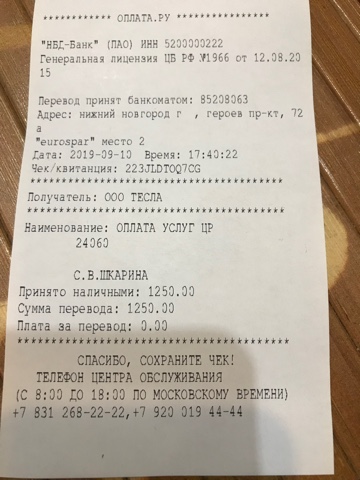 ************* ОПЛАТА.РУ ****************
"НБД-Банк" (ПАО) ИНН 5200000222
Генеральная лицензия ЦБ РФ №1966 от 12.08.20
15
Перевод принят банкоматом: 85208063
Адрес: нижний новгород г , героев пр-кт, 72
а
"eurospar" место 2
Дата: 2019-09-10 Время: 17:40:22
Чек/квитанция: 223JLDTOQ7CG
****************************************
Получатель: ООО ТЕСЛА
****************************************
Наименование: ОПЛАТА УСЛУГ ЦР
24060
С.В.ШКАРИНА
Принято наличными: 1250.00
Сумма перевода: 1250.00
Плата за перевод: 0.00
****************************************
СПАСИБО, СОХРАНИТЕ ЧЕК!
ТЕЛЕФОН ЦЕНТРА ОБСЛУЖИВАНИЯ
(С 8:00 ДО 18:00 ПО МОСКОВСКОМУ ВРЕМЕНИ)
+7 831 268-22-22,+7 920 019 44-44